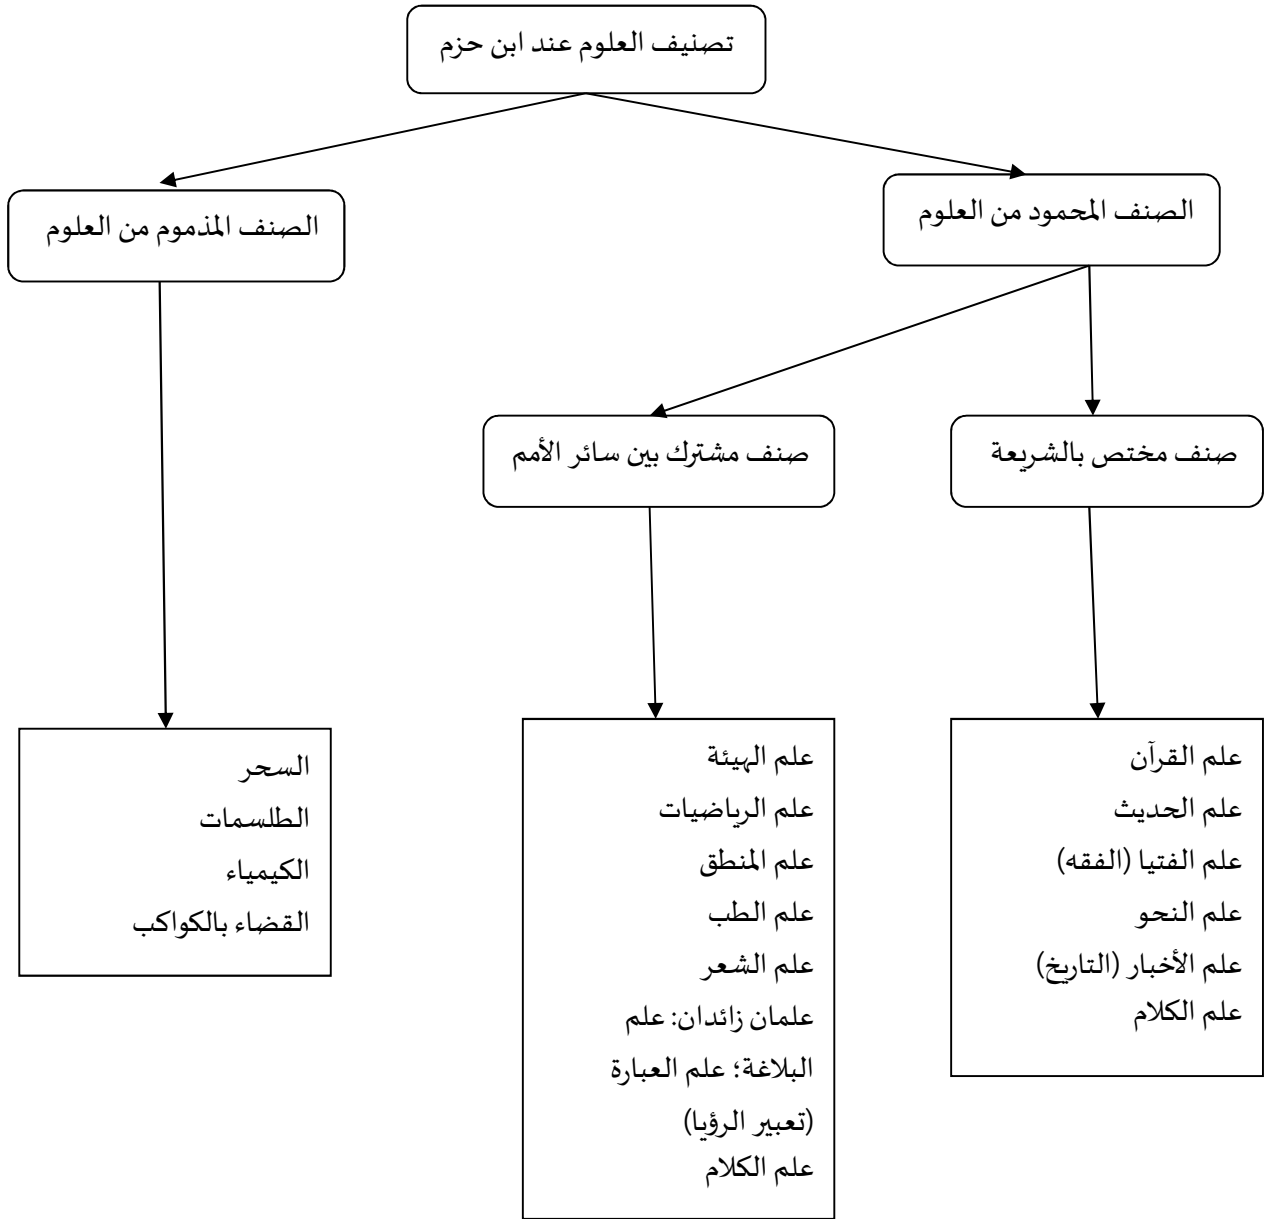 تصنيف العلوم عند ابن حزم
الصنف المحمود من العلوم
الصنف المذموم من العلوم
صنف مختص بالشريعة
صنف مشترك بين سائر الأمم
علم القرآن
علم الحديث
علم الفتيا (الفقه)
علم النحو
علم الأخبار (التاريخ)
علم الكلام
علم الهيئة
علم الرياضيات
علم المنطق
علم الطب
علم الشعر
علمان زائدان: علم
البلاغة؛ علم العبارة
(تعبير الرؤيا)
علم الكلام
السحر
الطلسمات
الكيمياء
القضاء بالكواكب